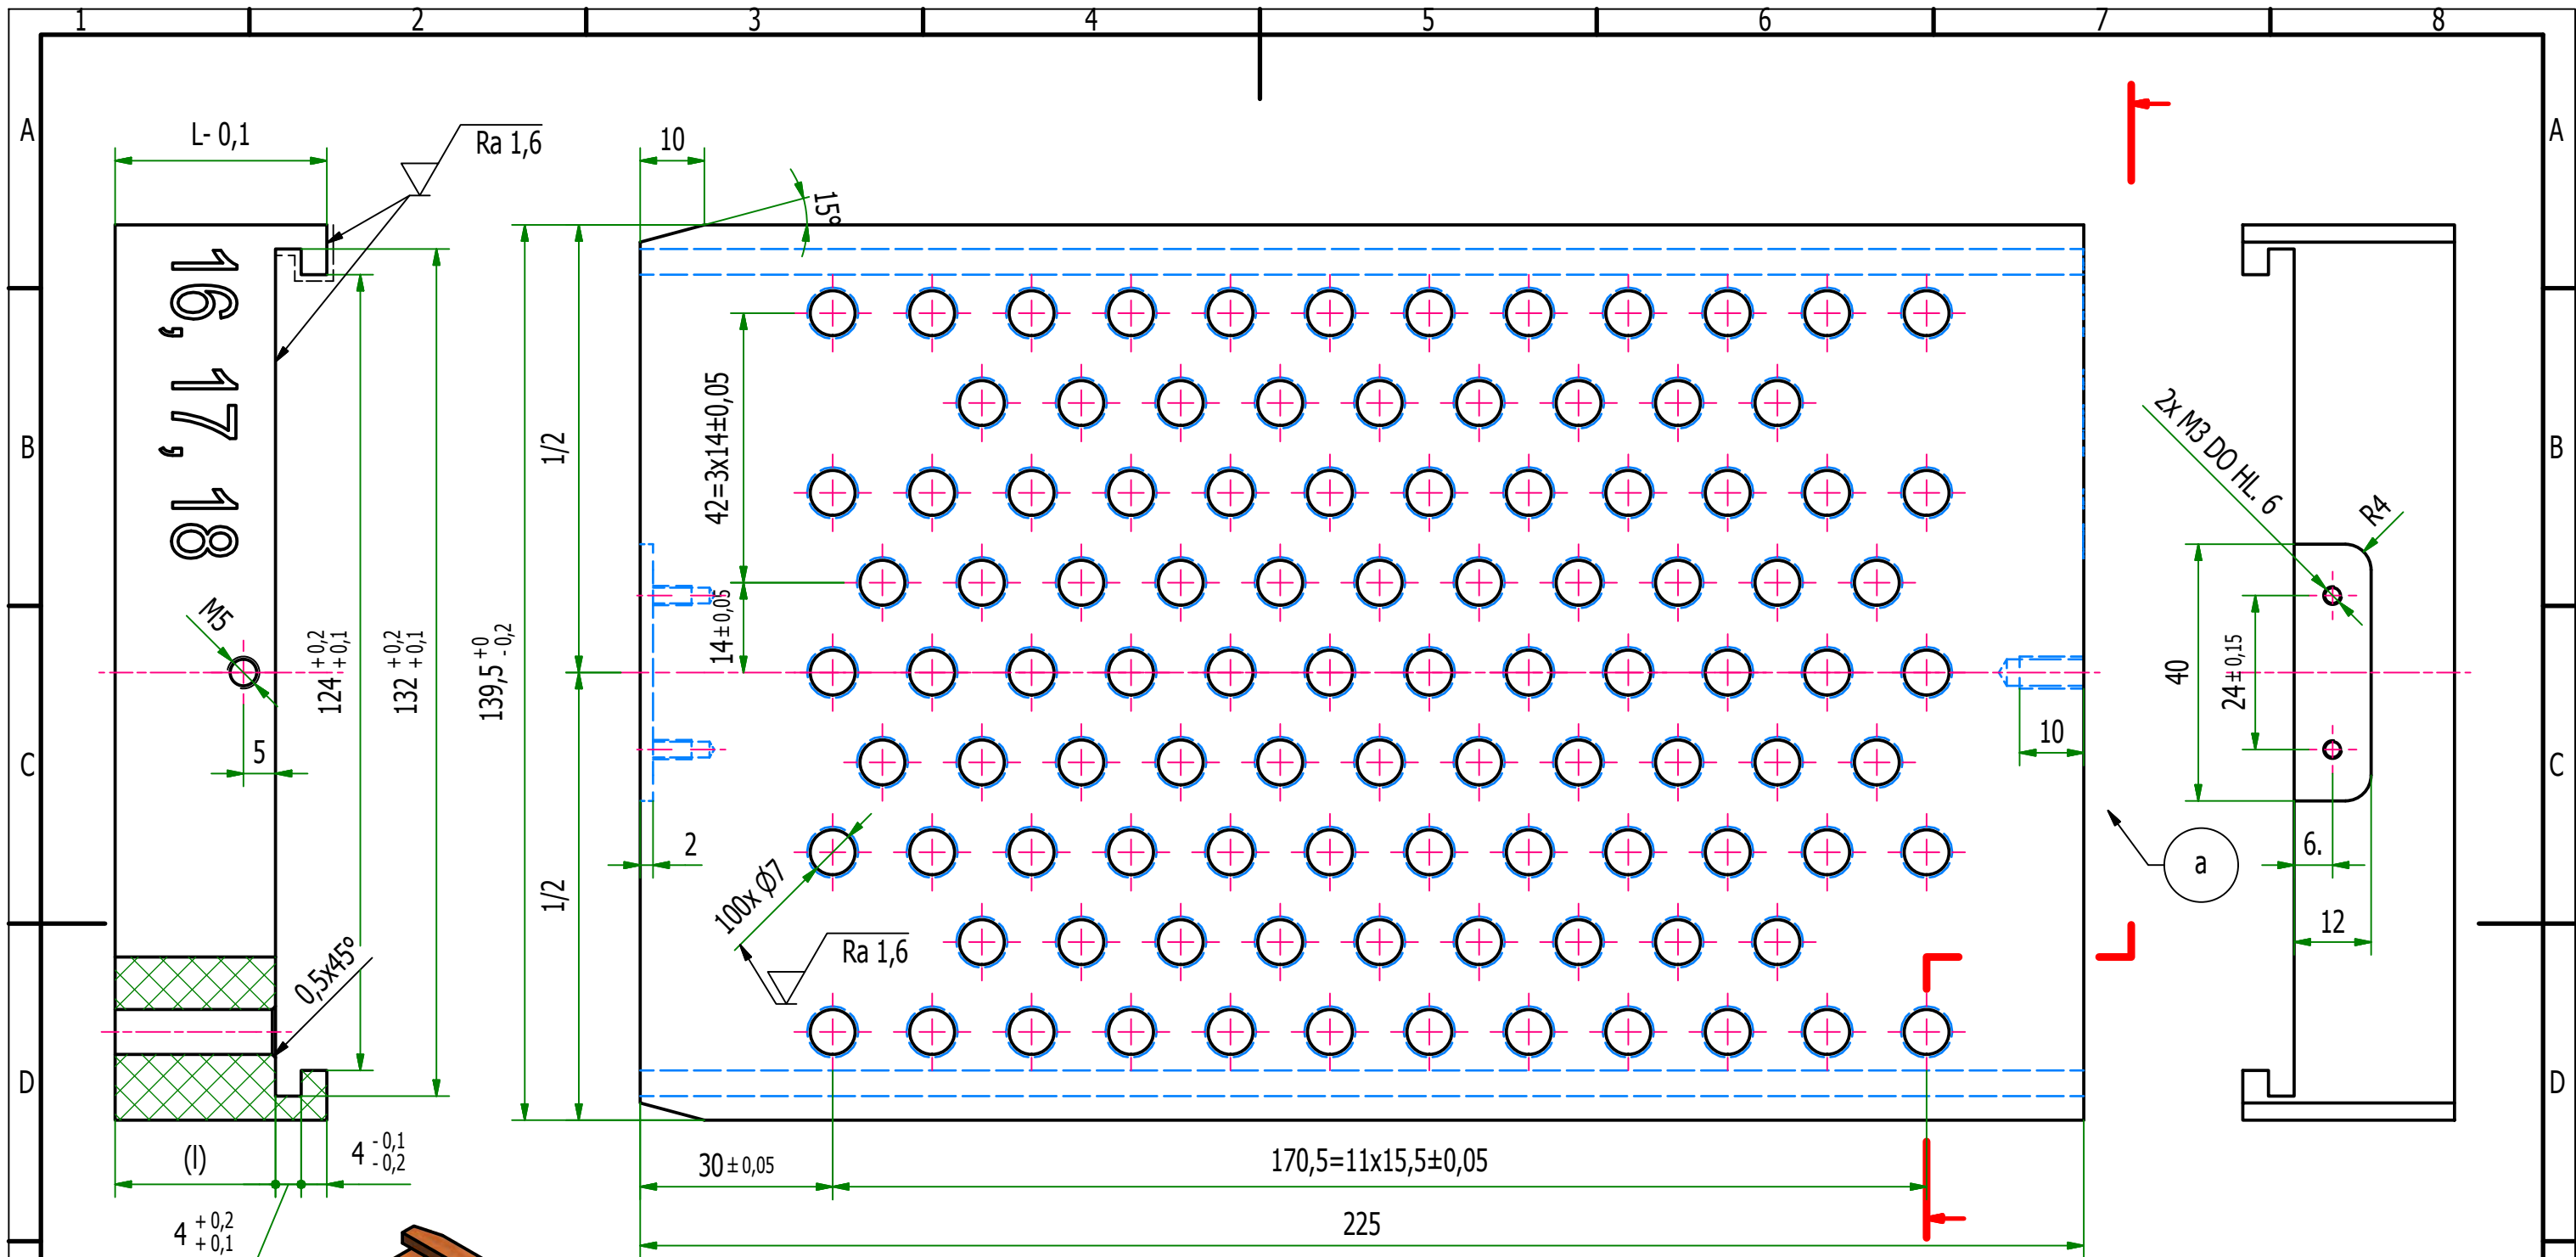 1 2 3 4 5 6 7 8
A A
L- 0,1
Ra 1,6
10
15°
16, 17, 18
B B
1/2
42=3x14±0,05
2x M3 DO HL. 6
R4
M5
124 +0,2 +0,1
132 +0,2 +0,1
139,5 +0 -0,2
14±0,05
40
24±0,15
5
10
C C
2
6.
a
12
1/2
100x Ø7
Ra 1,6
0,5x45°
D D
(l)
4 -0,1 -0,2
30±0,05
170,5=11x15,5±0,05
4 +0,2 +0,1
225